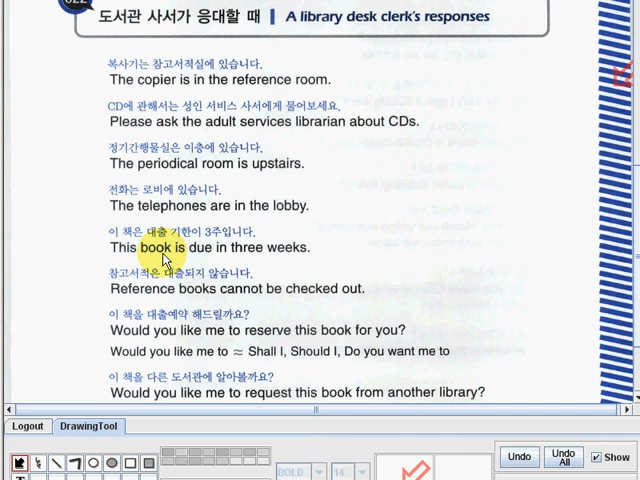 022
도서관 사서가 응대할 때 | A library desk clerk's responses
복사기는 참고서적실에 있습니다.
The copier is in the reference room.
CD에 관해서는 성인 서비스 사서에게 물어보세요.
Please ask the adult services librarian about CDs.
정기간행물실은 이층에 있습니다.
The periodical room is upstairs.
전화는 로비에 있습니다.
The telephones are in the lobby.
이 책은 대출 기한이 3주입니다.
This book is due in three weeks.
참고서적은 대출되지 않습니다.
Reference books cannot be checked out.
이 책을 대출예약 해드릴까요?
Would you like me to reserve this book for you?
Would you like me to ≈ Shall I, Should I, Do you want me to
이 책을 다른 도서관에 알아볼까요?
Would you like me to request this book from another library?
Logout DrawingTool
BOLD 14 Undo Undo All Show